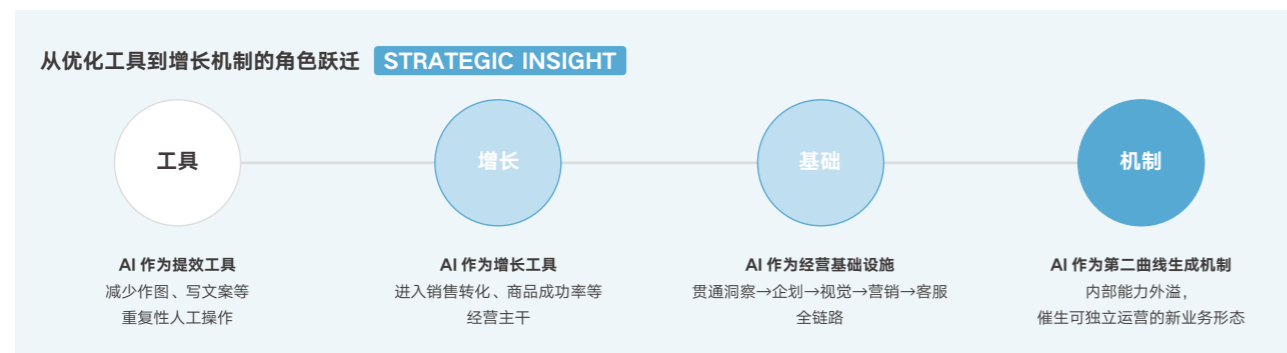 从优化工具到增长机制的角色跃迁 STRATEGIC INSIGHT
工具
增长
基础
机制
AI 作为提效工具
减少作图、写文案等
重复性人工操作
AI 作为增长工具
进入销售转化、商品成功率等
经营主干
AI 作为经营基础设施
贯通洞察→企划→视觉→营销→客服
全链路
AI 作为第二曲线生成机制
内部能力外溢，
催生可独立运营的新业务形态